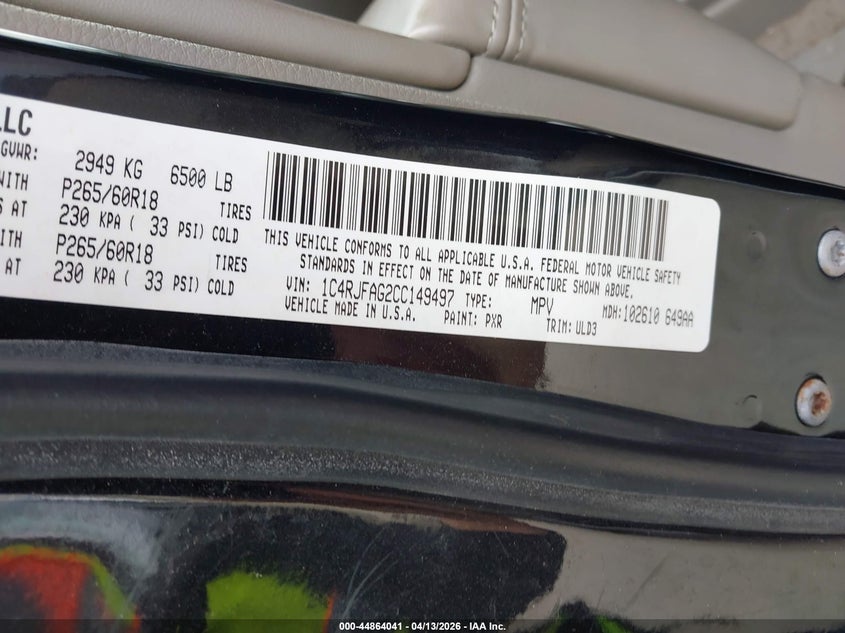 LLC
GVWR: 2949 KG 6500 LB
WITH P265/60R18 TIRES
S AT 230 KPA ( 33 PSI) COLD
WITH P265/60R18 TIRES
AT 230 KPA ( 33 PSI) COLD
THIS VEHICLE CONFORMS TO ALL APPLICABLE U.S.A. FEDERAL MOTOR VEHICLE SAFETY
STANDARDS IN EFFECT ON THE DATE OF MANUFACTURE SHOWN ABOVE.
VIN: 1C4RJFAG2CC149497 TYPE: MPV MDH:102610 649AA
VEHICLE MADE IN U.S.A. PAINT: PXR TRIM: ULD3
000-44864041 - 04/13/2026 - IAA Inc.